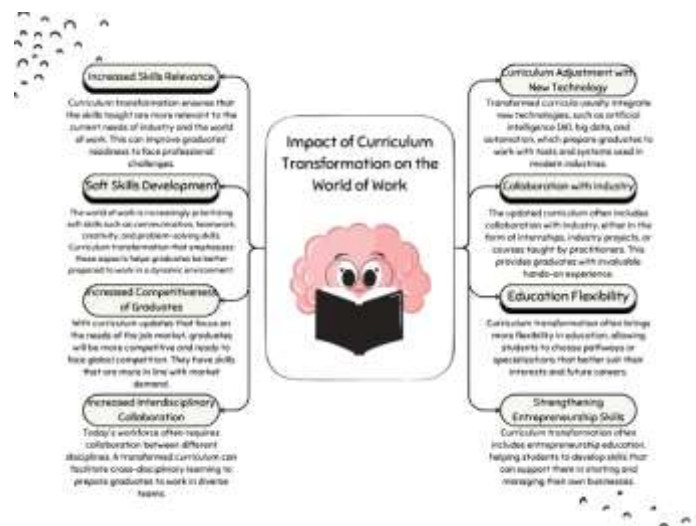 Impact of Curriculum
Transformation on the
World of Work
Increased Skills Relevance
Curriculum transformation ensures that
the skills taught are more relevant to the
current needs of industry and the world
of work. This can improve graduates'
readiness to face professional
challenges.
Soft Skills Development
The world of work is increasingly prioritizing
soft skills such as communication, teamwork,
creativity, and problem-solving skills.
Curriculum transformation that emphasizes
these aspects helps graduates be better
prepared to work in a dynamic environment
Increased Competitiveness
of Graduates
With curriculum updates that focus on
the needs of the job market, graduates
will be more competitive and ready to
face global competition. They have skills
that are more in line with market
demand.
Increased Interdisciplinary
Collaboration
Today's workforce often requires
collaboration between different
disciplines. A transformed curriculum can
facilitate cross-disciplinary learning to
prepare graduates to work in diverse
teams.
Curriculum Adjustment with
New Technology
Transformed curricula usually integrate
new technologies, such as artificial
intelligence (AI), big data, and
automation, which prepare graduates to
work with tools and systems used in
modern industries.
Collaboration with Industry
The updated curriculum often includes
collaboration with industry, either in the
form of internships, industry projects, or
courses taught by practitioners. This
provides graduates with invaluable
hands-on experience.
Education Flexibility
Curriculum transformation often brings
more flexibility in education, allowing
students to choose pathways or
specializations that better suit their
interests and future careers.
Strengthening
Entrepreneurship Skills
Curriculum transformation often
includes entrepreneurship education,
helping students to develop skills that
can support them in starting and
managing their own businesses.